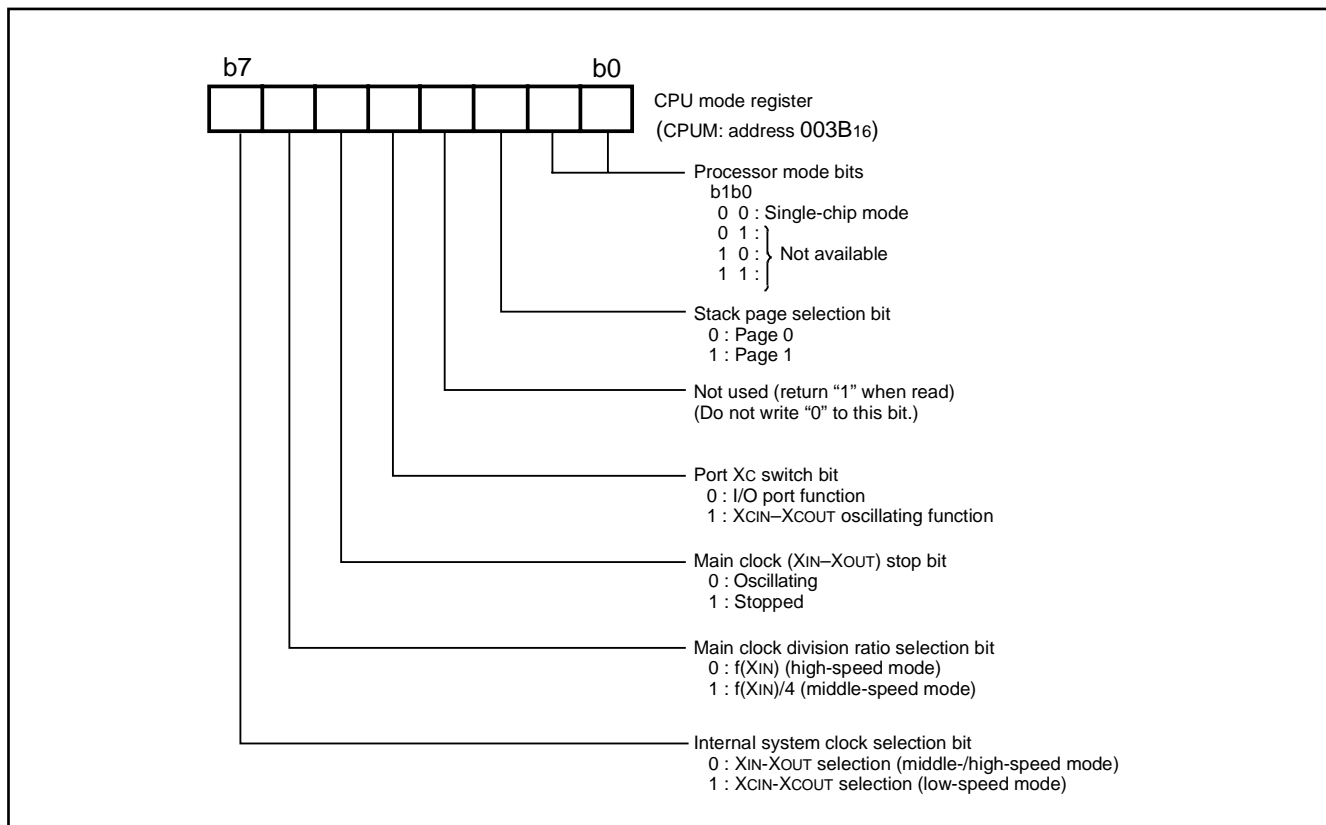 b7 b0
CPU mode register
(CPUM: address 003B16)
Processor mode bits
b1b0
0 0 : Single-chip mode
0 1 :
1 0 : Not available
1 1 :
Stack page selection bit
0 : Page 0
1 : Page 1
Not used (return “1” when read)
(Do not write “0” to this bit.)
Port XC switch bit
0 : I/O port function
1 : XCIN–XCOUT oscillating function
Main clock (XIN–XOUT) stop bit
0 : Oscillating
1 : Stopped
Main clock division ratio selection bit
0 : f(XIN) (high-speed mode)
1 : f(XIN)/4 (middle-speed mode)
Internal system clock selection bit
0 : XIN-XOUT selection (middle-/high-speed mode)
1 : XCIN-XCOUT selection (low-speed mode)